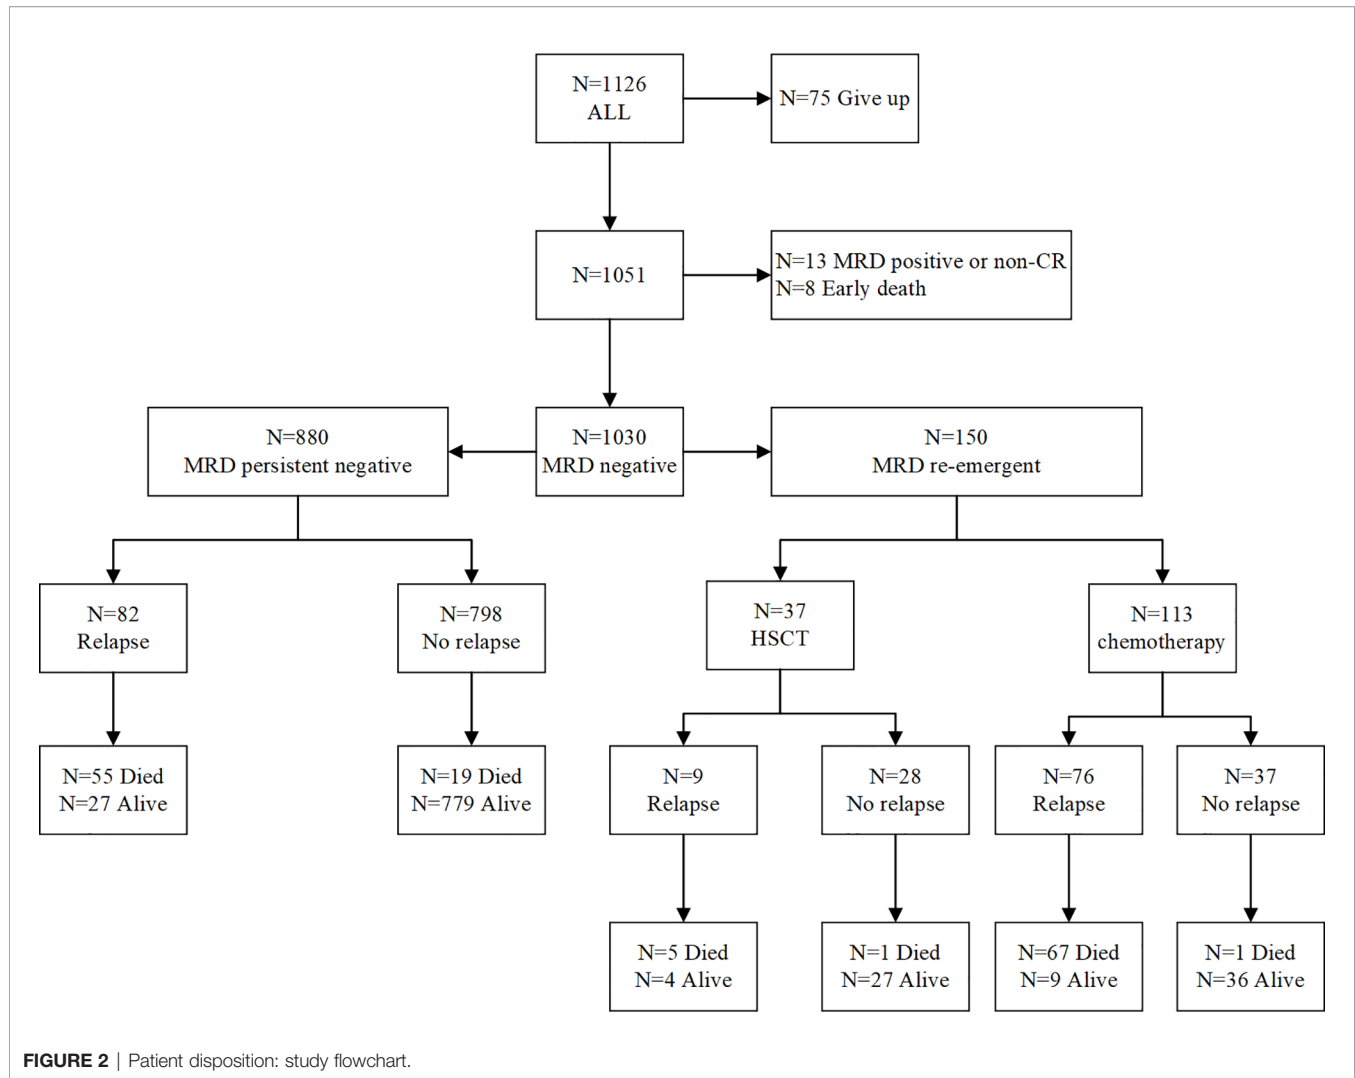 N=1126
ALL
N=75 Give up
N=1051
N=13 MRD positive or non-CR
N=8 Early death
N=880
MRD persistent negative
N=1030
MRD negative
N=150
MRD re-emergent
N=82
Relapse
N=798
No relapse
N=37
HSCT
N=113
chemotherapy
N=55 Died
N=27 Alive
N=19 Died
N=779 Alive
N=9
Relapse
N=28
No relapse
N=76
Relapse
N=37
No relapse
N=5 Died
N=4 Alive
N=1 Died
N=27 Alive
N=67 Died
N=9 Alive
N=1 Died
N=36 Alive
FIGURE 2 | Patient disposition: study flowchart.